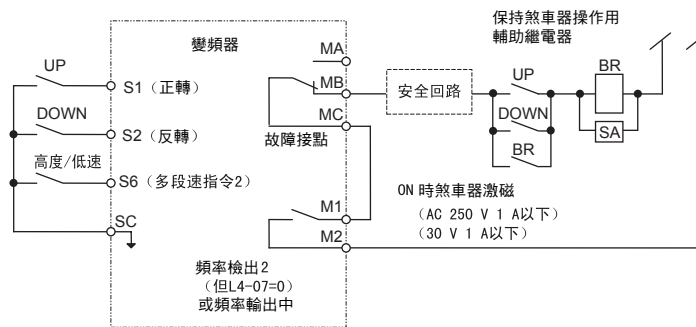 保持煞車器操作用
輔助繼電器
變頻器
MA
UP
S1（正轉）
MB
安全回路
UP
BR
DOWN
S2（反轉）
MC
故障接點
DOWN
SA
高度/低速
S6（多段速指令2）
BR
ON 時煞車器激磁
（AC 250 V 1 A以下）
（30 V 1 A以下）
M1
SC
M2
頻率檢出2
（但L4-07=0）
或頻率輸出中